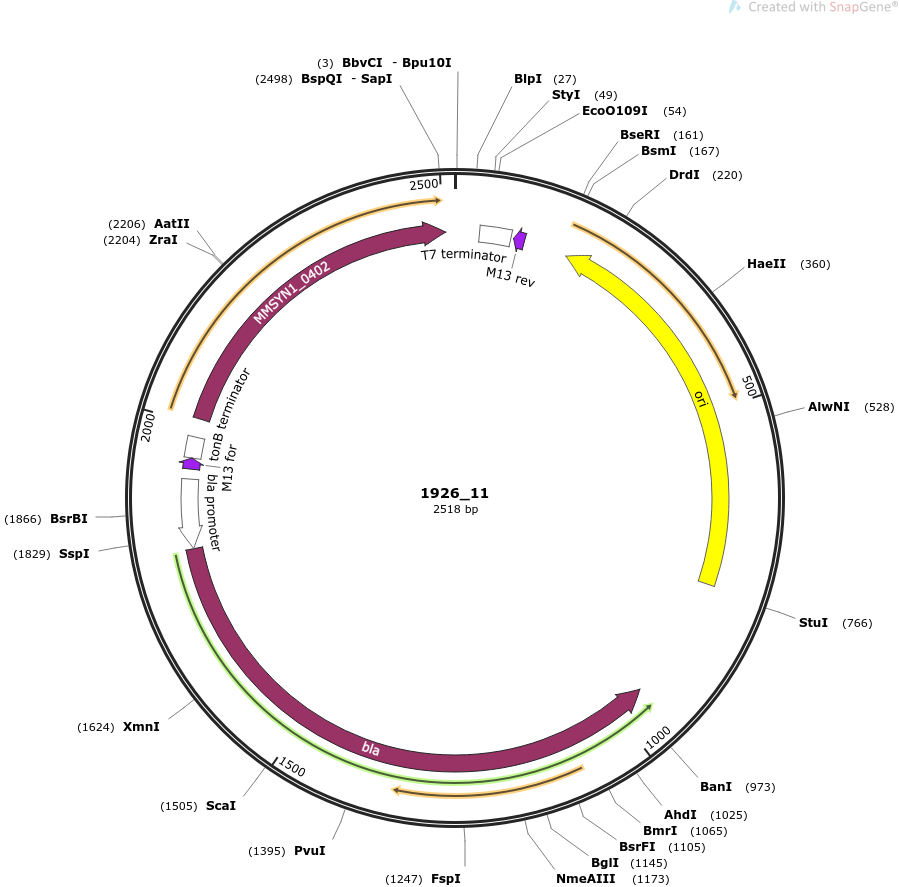 Created with SnapGene®
(3) BbvCI - Bpu10I
(2498) BspQI - SapI
BlpI (27)
StyI (49)
EcoO109I (54)
BseRI (161)
BsmI (167)
DrdI (220)
HaeII (360)
AlwNI (528)
StuI (766)
BanI (973)
AhdI (1025)
BmrI (1065)
BsrFI (1105)
BglI (1145)
NmeAIII (1173)
(1247) FspI
(1395) PvuI
(1505) ScaI
(1624) XmnI
(1829) SspI
(1866) BsrBI
(2204) ZraI
(2206) AatII
2500
500
1000
1500
2000
T7 terminator
M13 rev
ori
bla
bla promoter
M13 for
tonB terminator
MMSYN1_0402
1926_11
2518 bp